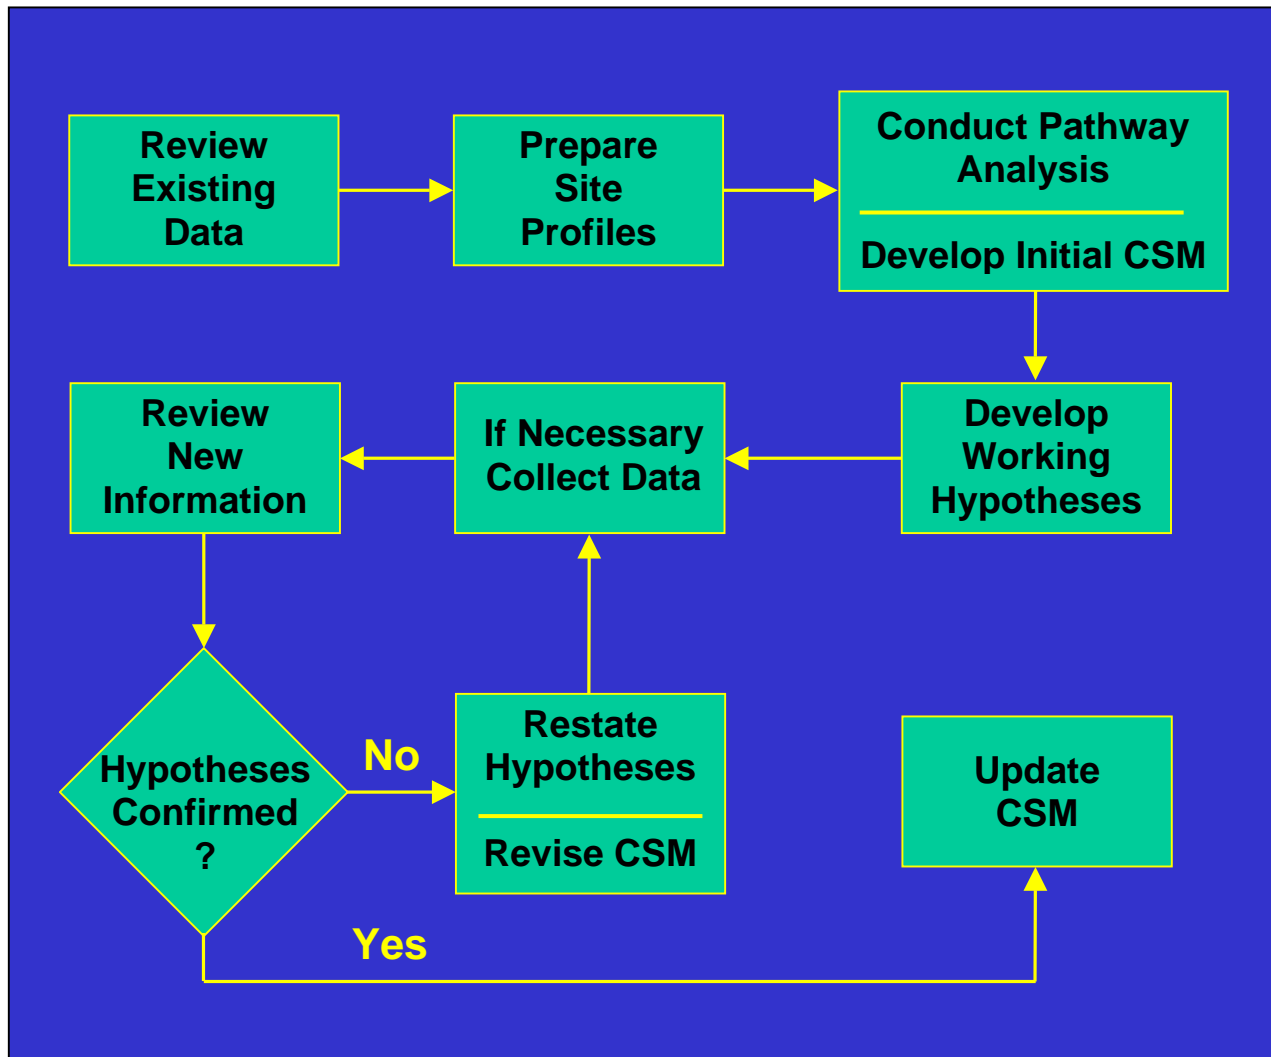 Review
Existing
Data
Prepare
Site
Profiles
Conduct Pathway
Analysis
Develop Initial CSM
Review
New
Information
If Necessary
Collect Data
Develop
Working
Hypotheses
Hypotheses
Confirmed
?
No
Restate
Hypotheses
Revise CSM
Update
CSM
Yes